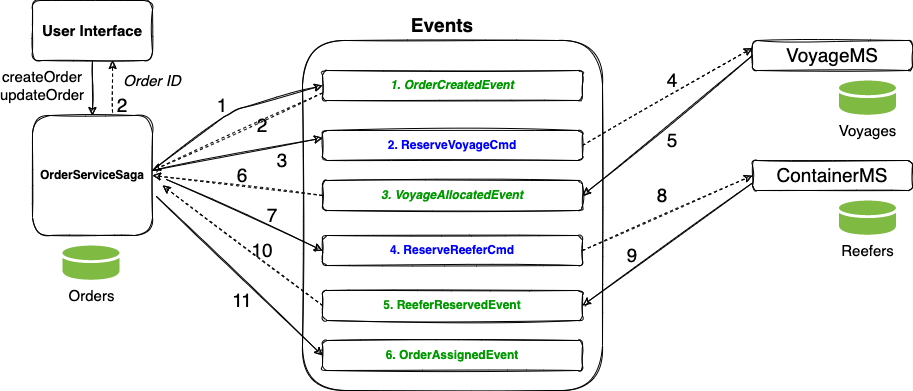 Events
User Interface
VoyageMS
createOrder
updateOrder
Order ID
2
1
1. OrderCreatedEvent
4
Voyages
2
2. ReserveVoyageCmd
5
3
OrderServiceSaga
6
3. VoyageAllocatedEvent
ContainerMS
8
7
4. ReserveReeferCmd
Reefers
10
9
Orders
11
5. ReeferReservedEvent
6. OrderAssignedEvent